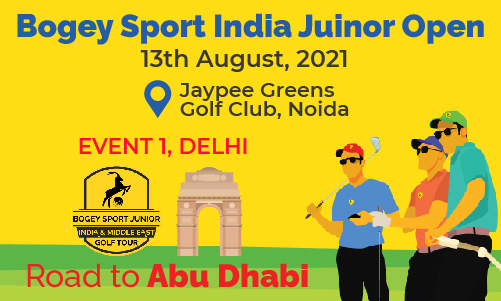 Bogey Sport India Juinor Open
13th August, 2021
Jaypee Greens
Golf Club, Noida
EVENT 1, DELHI
BOGEY SPORT JUNIOR
INDIA & MIDDLE EAST
GOLF TOUR
Road to Abu Dhabi